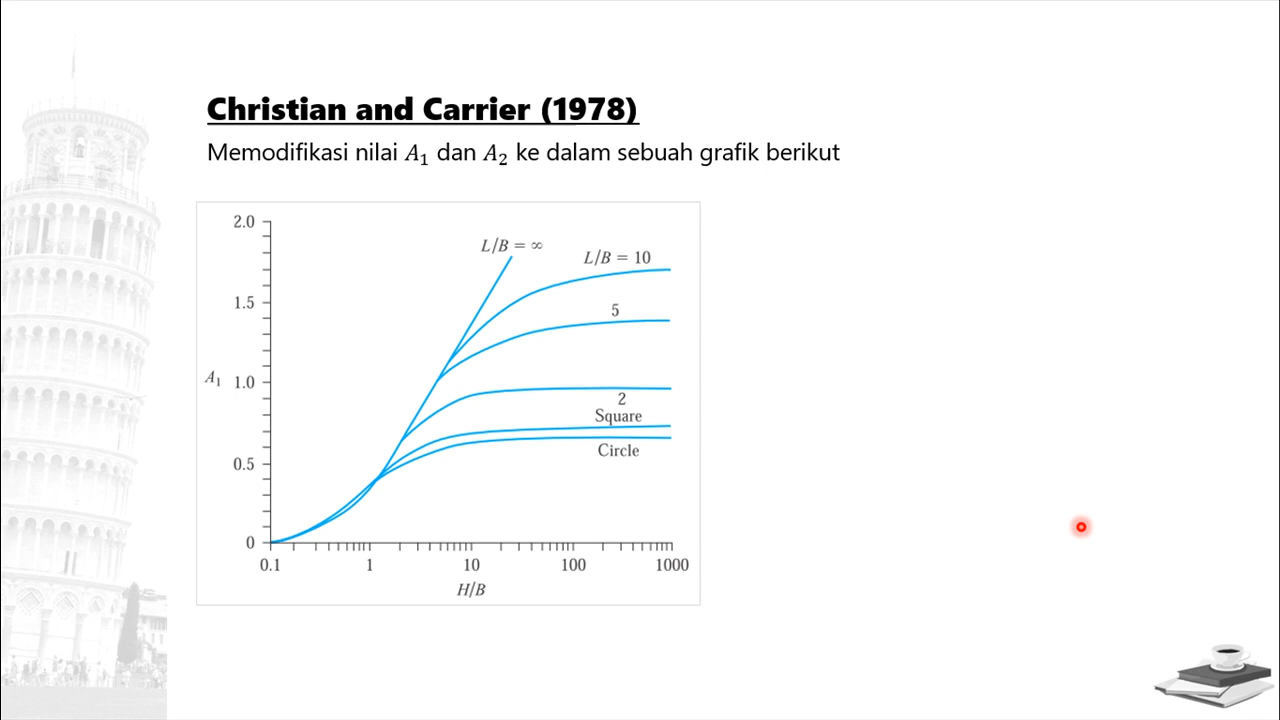 Christian and Carrier (1978)
Memodifikasi nilai A₁ dan A₂ ke dalam sebuah grafik berikut
2.0
L/B = ∞
L/B = 10
1.5
5
A₁ 1.0
2
Square
Circle
0.5
0
0.1 1 10 100 1000
H/B